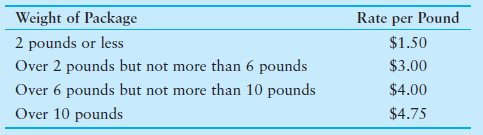 Weight of Package Rate per Pound
2 pounds or less $1.50
Over 2 pounds but not more than 6 pounds $3.00
Over 6 pounds but not more than 10 pounds $4.00
Over 10 pounds $4.75